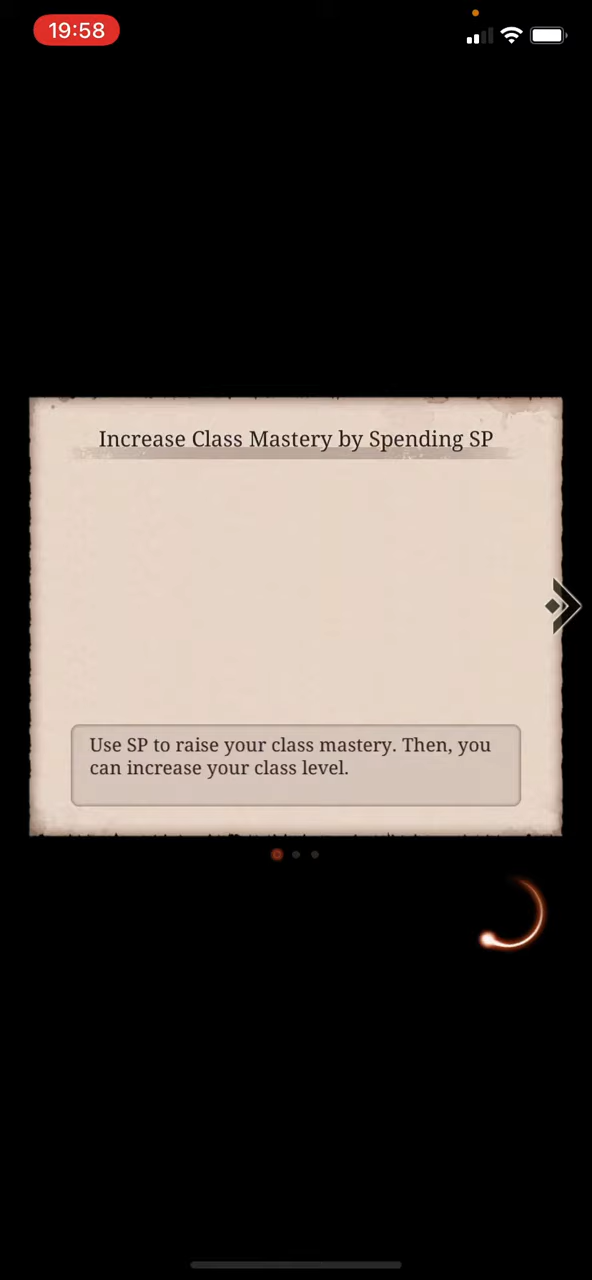 19:58
Increase Class Mastery by Spending SP
Use SP to raise your class mastery. Then, you
can increase your class level.